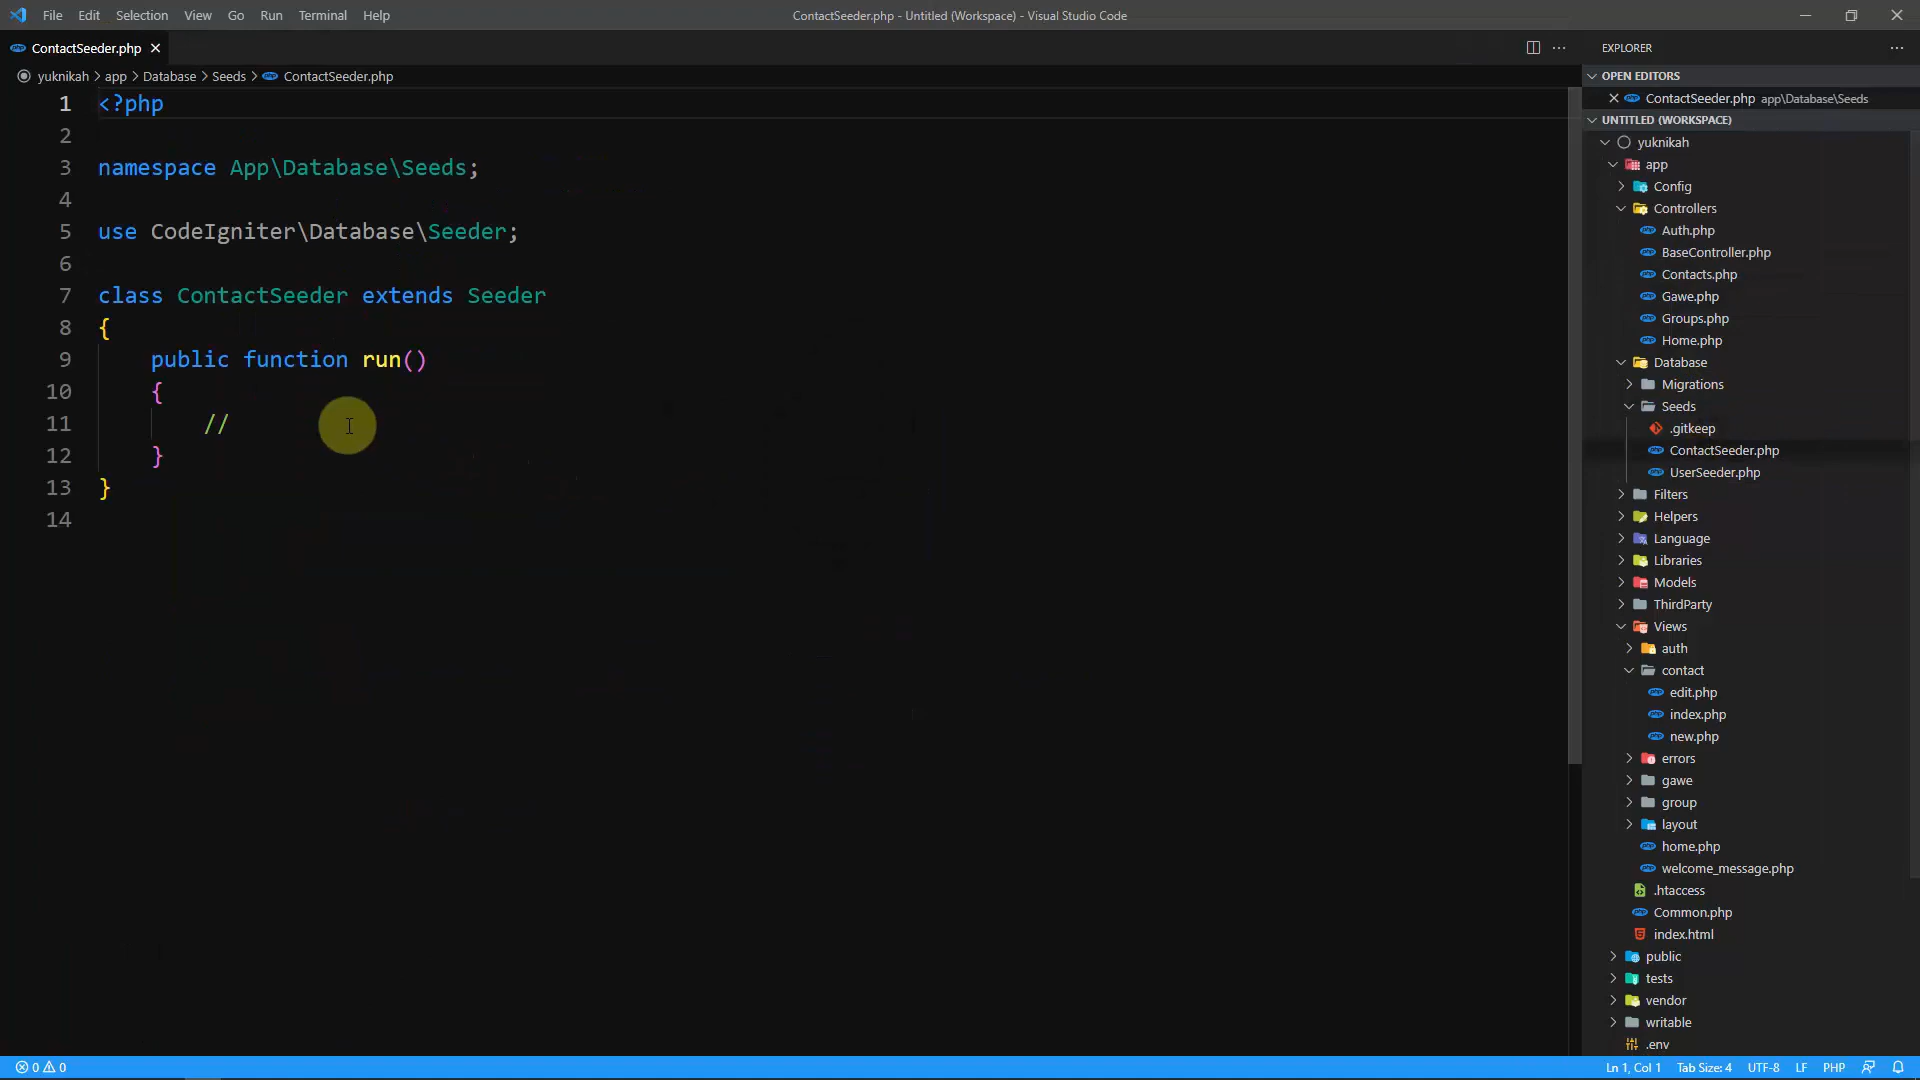 File Edit Selection View Go Run Terminal Help
ContactSeeder.php - Untitled (Workspace) - Visual Studio Code
ContactSeeder.php
yuknikah > app > Database > Seeds > ContactSeeder.php
1 <?php
2
3 namespace App\Database\Seeds;
4
5 use CodeIgniter\Database\Seeder;
6
7 class ContactSeeder extends Seeder
8 {
9 public function run()
10 {
11 //
12 }
13 }
14
EXPLORER
OPEN EDITORS
ContactSeeder.php app\Database\Seeds
UNTITLED (WORKSPACE)
yuknikah
app
Config
Controllers
Auth.php
BaseController.php
Contacts.php
Gawe.php
Groups.php
Home.php
Database
Migrations
Seeds
.gitkeep
ContactSeeder.php
UserSeeder.php
Filters
Helpers
Language
Libraries
Models
ThirdParty
Views
auth
contact
edit.php
index.php
new.php
errors
gawe
group
layout
home.php
welcome_message.php
.htaccess
Common.php
index.html
public
tests
vendor
writable
.env
0 0
Ln 1, Col 1 Tab Size: 4 UTF-8 LF PHP